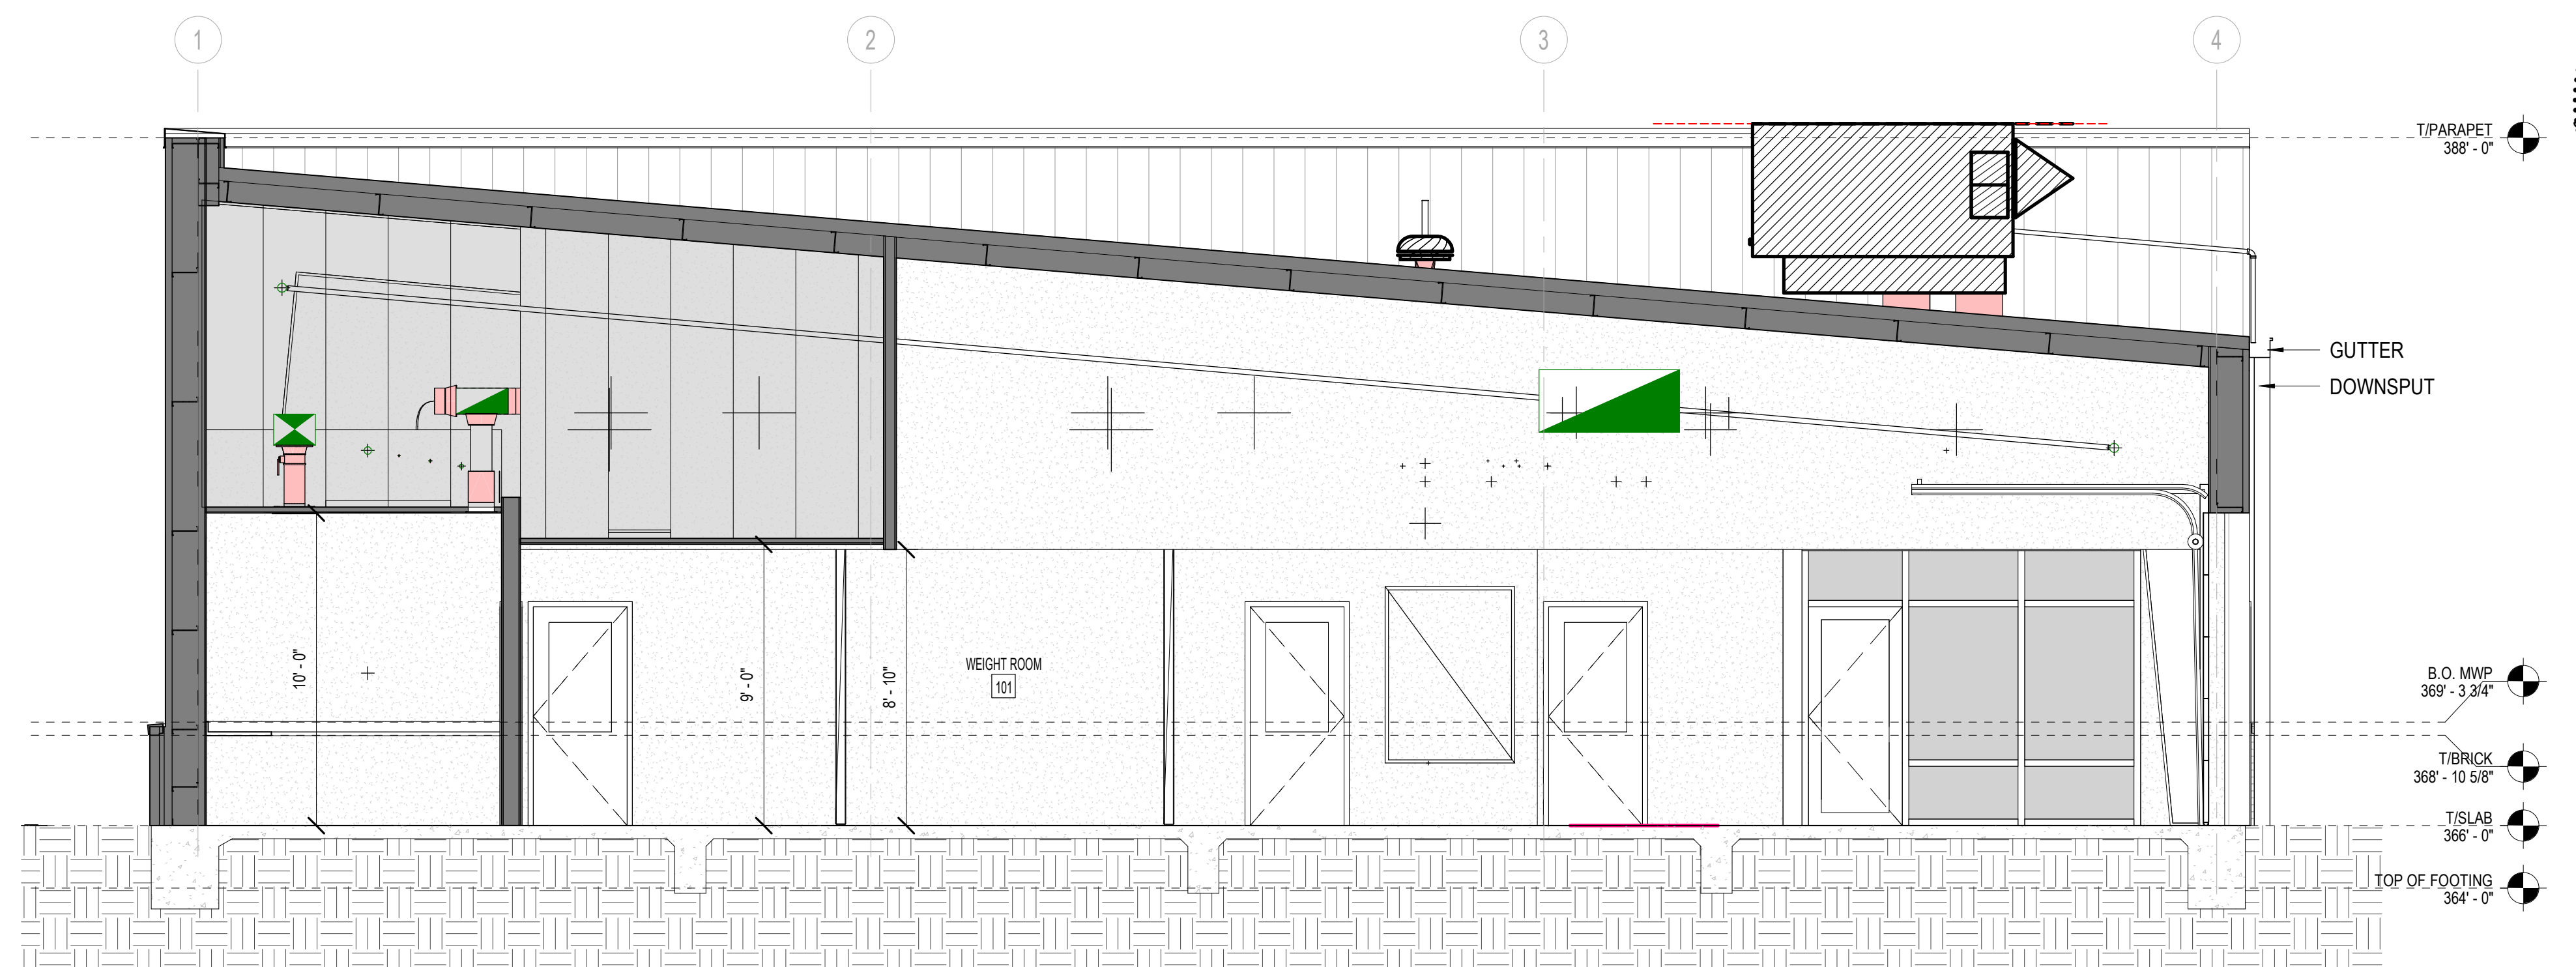 1
2
3
4
T/PARAPET
388' - 0"
GUTTER
DOWNSPUT
10' - 0"
9' - 0"
8' - 10"
WEIGHT ROOM
101
B.O. MWP
369' - 3 3/4"
T/BRICK
368' - 10 5/8"
T/SLAB
366' - 0"
TOP OF FOOTING
364' - 0"